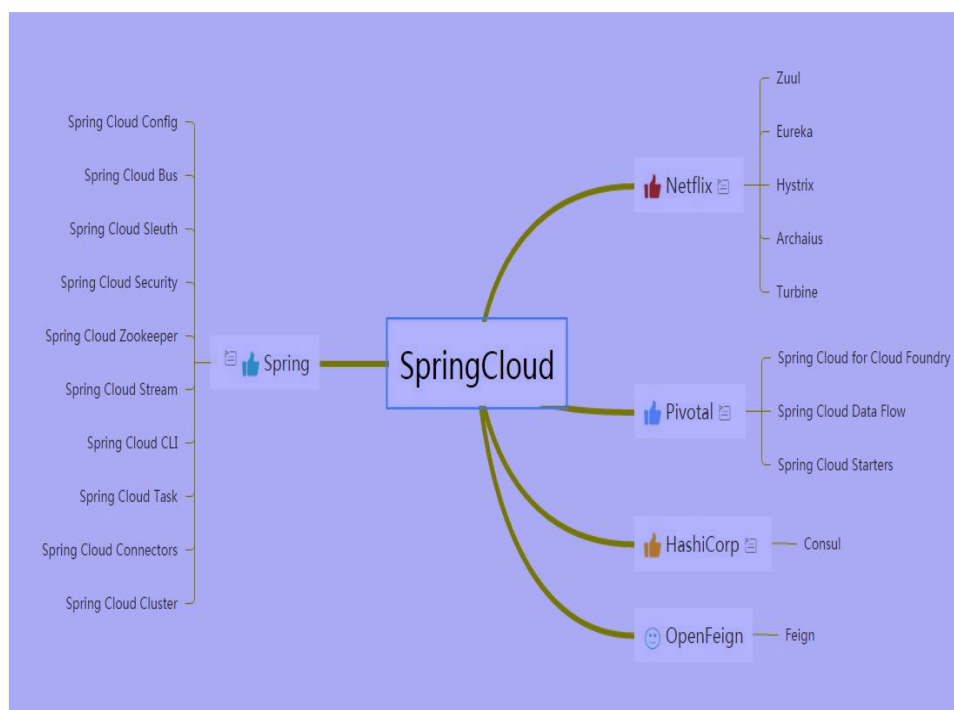 Spring Cloud Config
Spring Cloud Bus
Spring Cloud Sleuth
Spring Cloud Security
Spring Cloud Zookeeper
Spring Cloud Stream
Spring Cloud CLI
Spring Cloud Task
Spring Cloud Connectors
Spring Cloud Cluster
Spring
SpringCloud
Netflix
Zuul
Eureka
Hystrix
Archaius
Turbine
Pivotal
Spring Cloud for Cloud Foundry
Spring Cloud Data Flow
Spring Cloud Starters
HashiCorp
Consul
OpenFeign
Feign